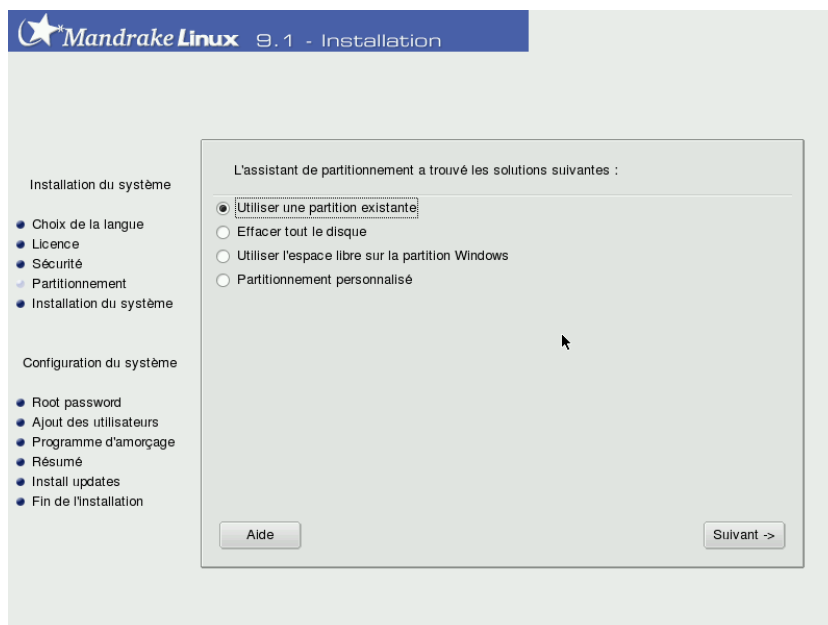 Mandrake Linux 9.1 - Installation
L'assistant de partitionnement a trouvé les solutions suivantes :
Installation du système
Utiliser une partition existante
Choix de la langue
Effacer tout le disque
Licence
Utiliser l'espace libre sur la partition Windows
Sécurité
Partitionnement personnalisé
Partitionnement
Installation du système
Configuration du système
Root password
Ajout des utilisateurs
Programme d'amorçage
Résumé
Install updates
Fin de l'installation
Aide
Suivant ->